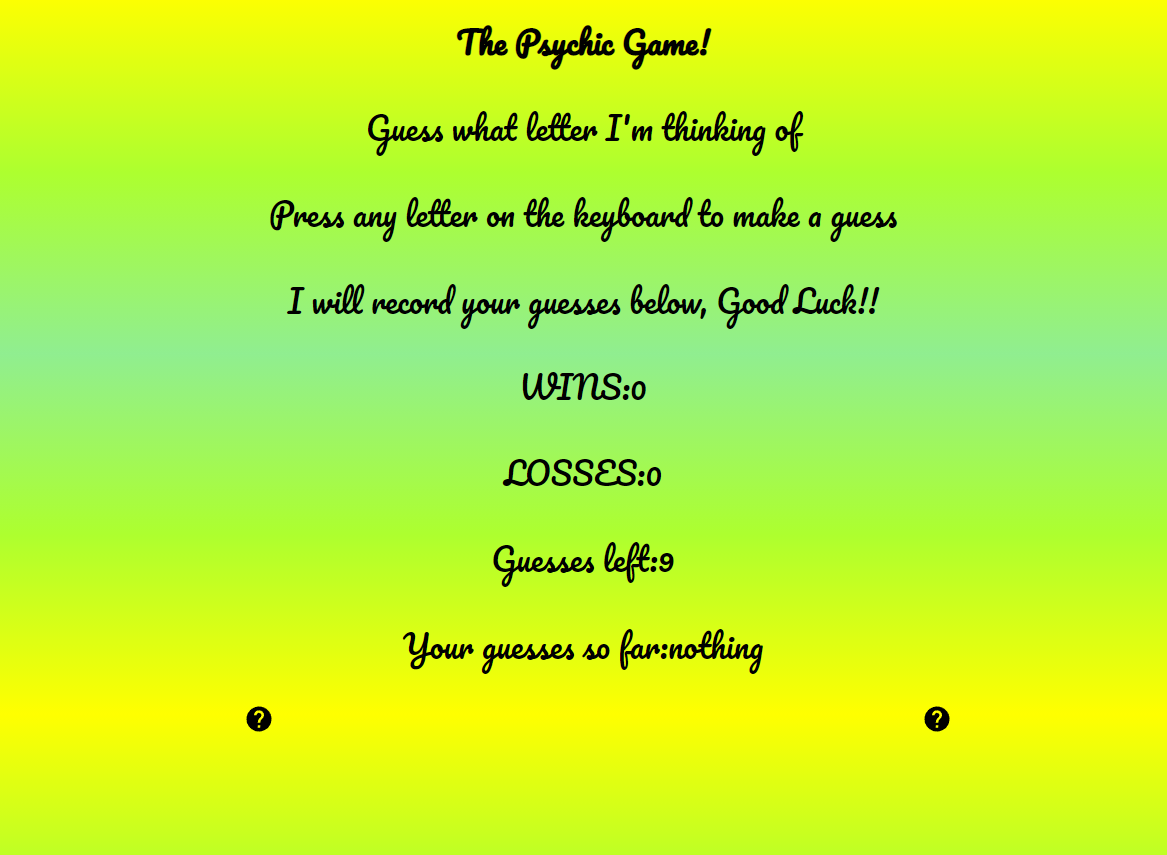 The Psychic Game!
Guess what letter I'm thinking of
Press any letter on the keyboard to make a guess
I will record your guesses below, Good Luck!!
WINS:0
LOSSES:0
Guesses left:9
Your guesses so far:nothing
? ?